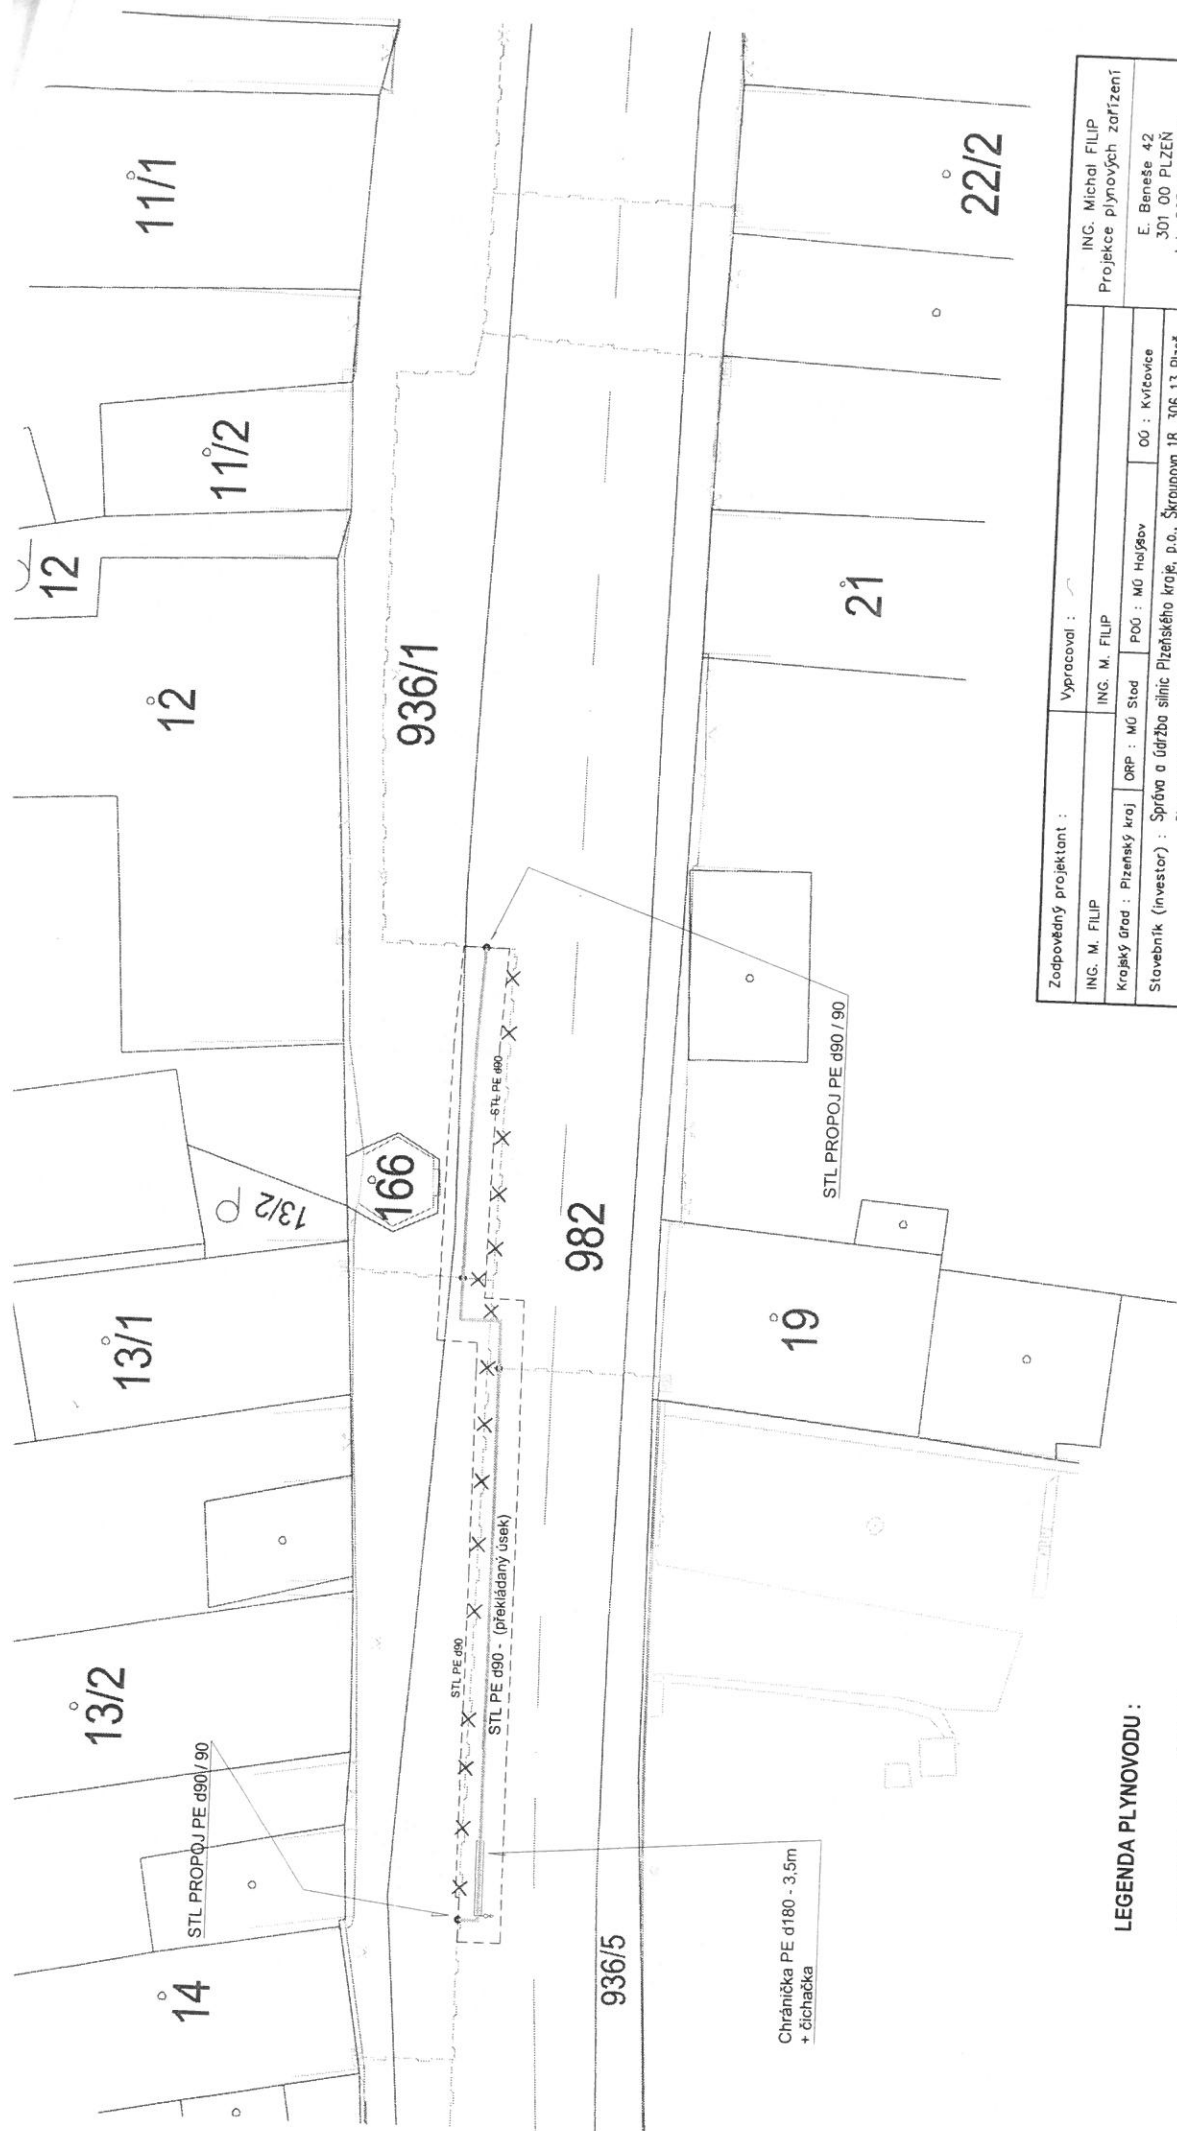 11/1
11/2
12
12
936/1
22/2
21
166
13/2
13/1
982
19
13/2
14
936/5
STL PROPOJ PE d90 / 90
STL PE d90
STL PE d90
STL PE d90 - (překládaný úsek)
STL PROPOJ PE d90 / 90
Chránička PE d180 - 3,5m
+ čichačka
LEGENDA PLYNOVODU :
Zodpovědný projektant :
Vypracoval :
ING. M. FILIP
ING. M. FILIP
ING. Michal FILIP
Projekce plynových zařízení
Krajský úřad : Plzeňský kraj
ORP : MÚ Stod
POÚ : MÚ Holýšov
OÚ : Kvíčovice
E. Beneše 42
301 00 PLZEŇ
Stavebník (investor) : Správa a údržba silnic Plzeňského kraje, p.o., Škroupova 18, 306 13 Plzeň